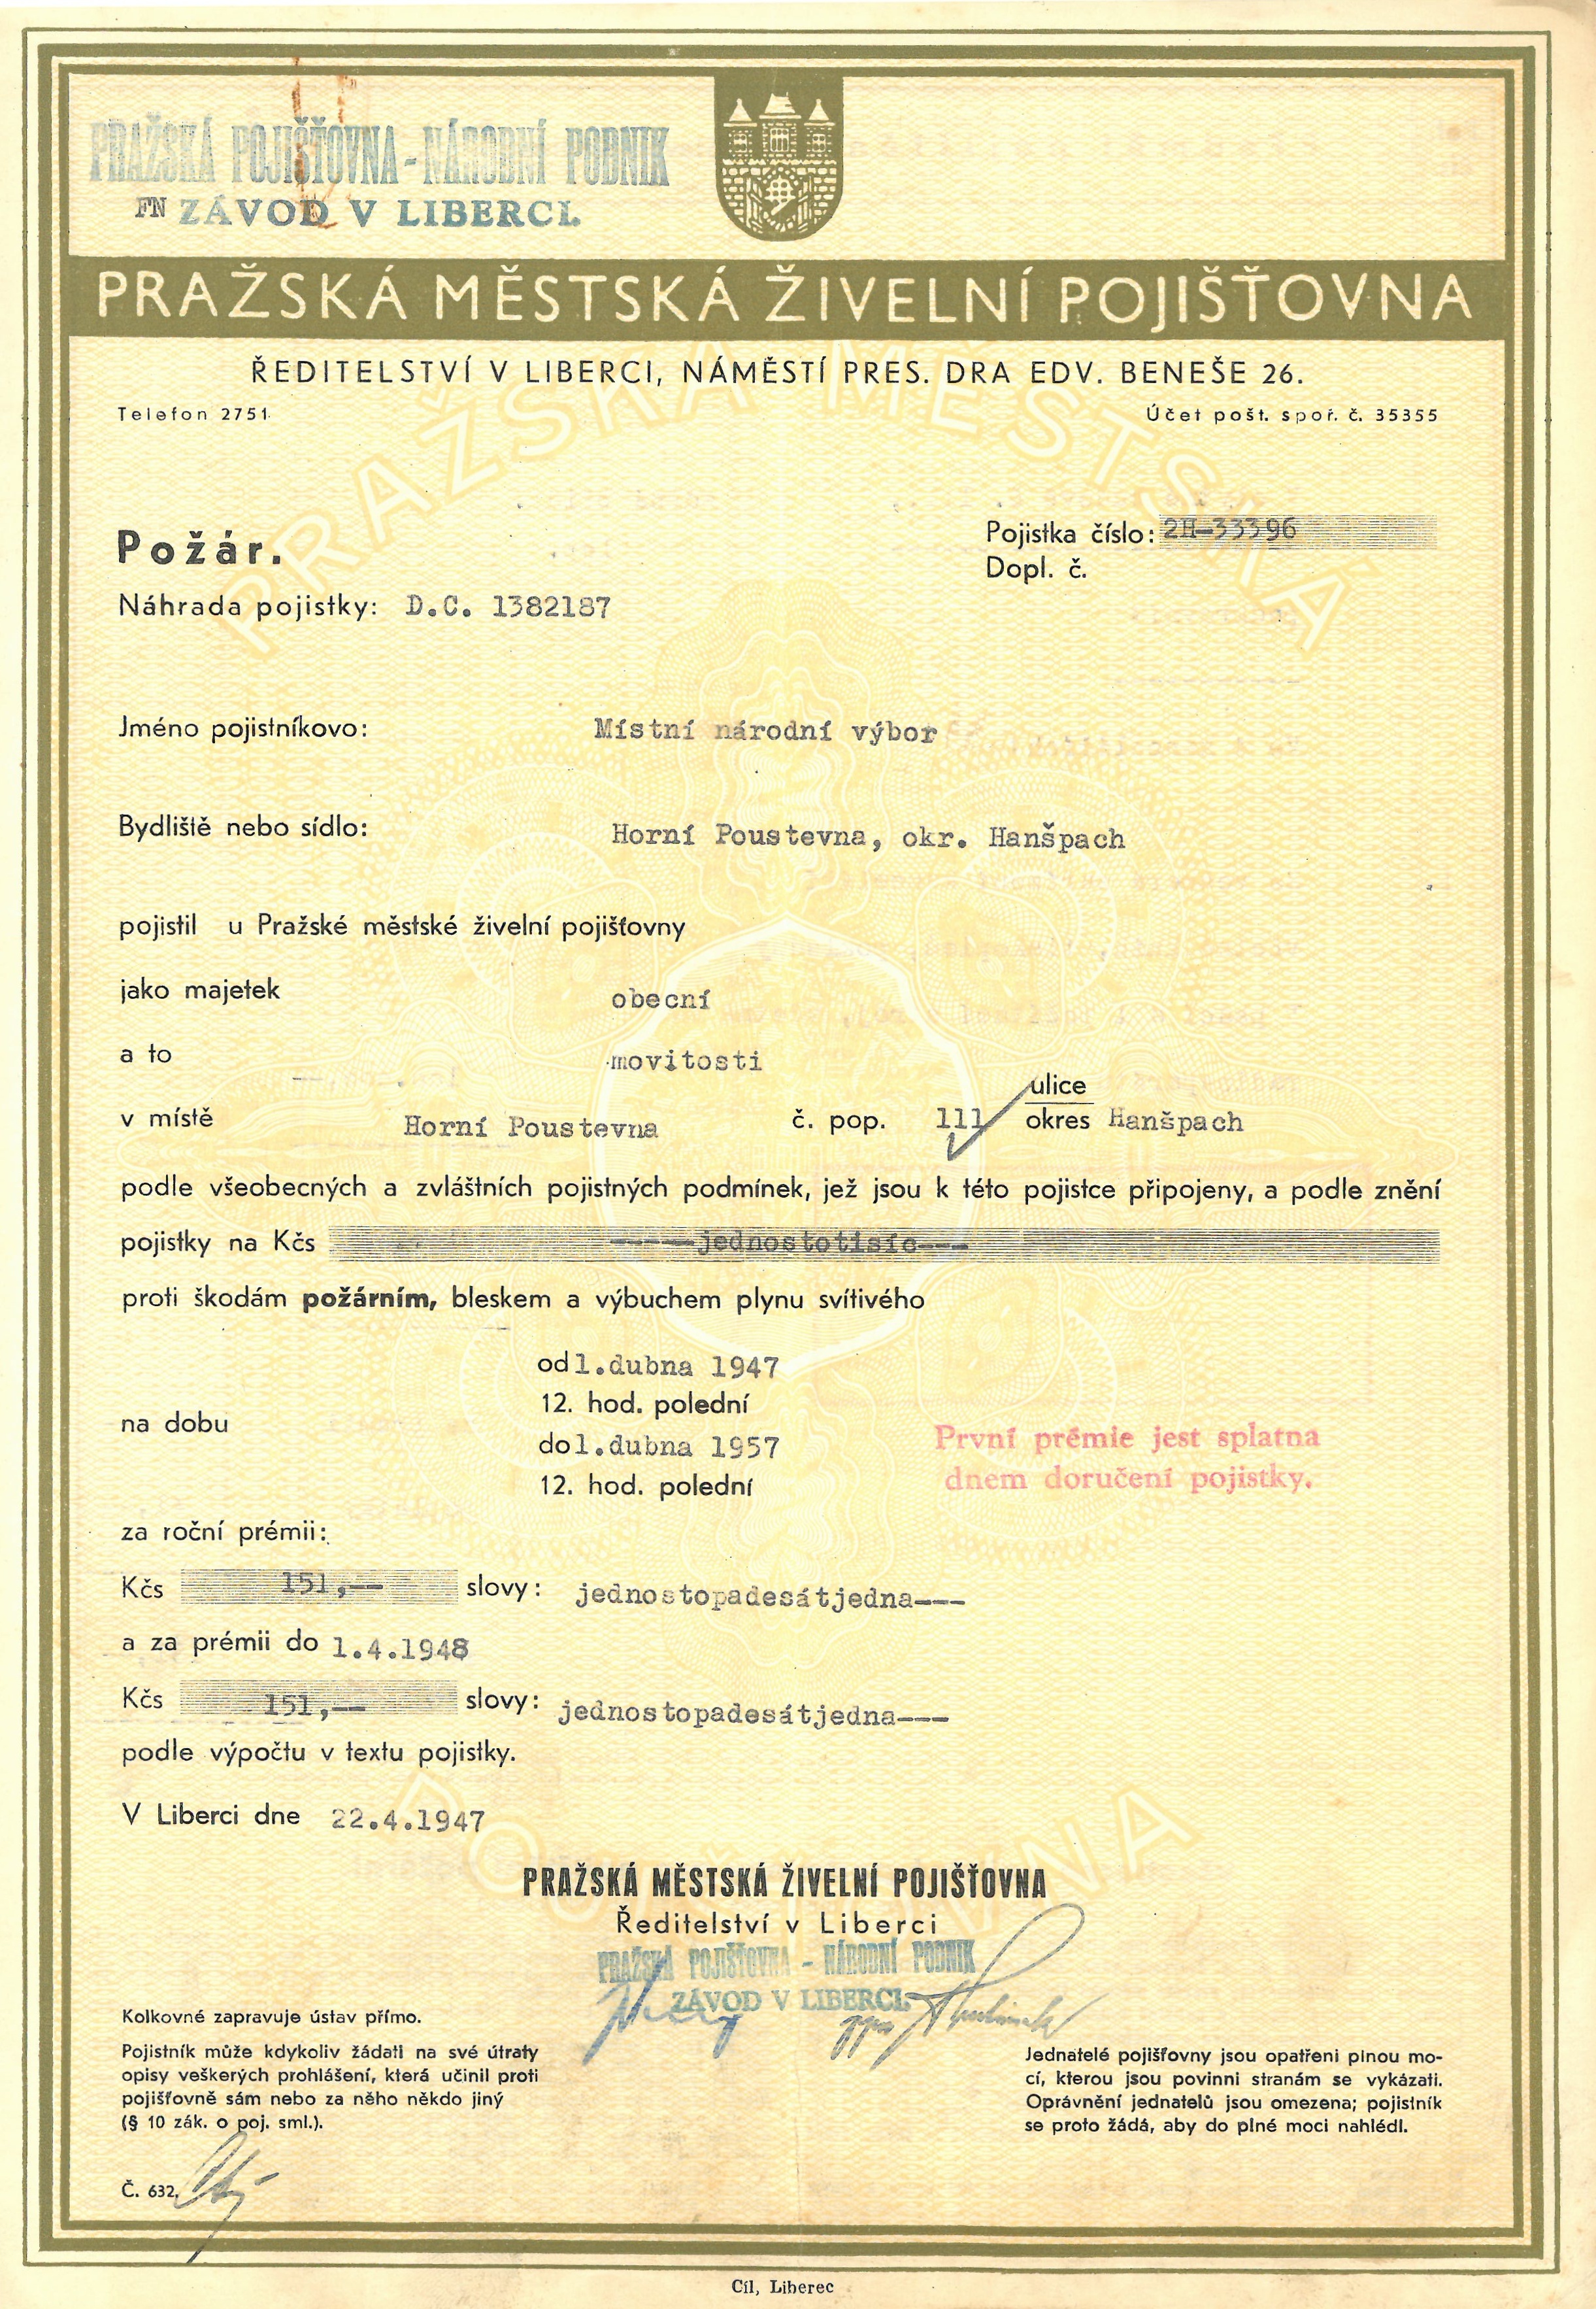 PRAŽSKÁ POJIŠŤOVNA - NÁRODNÍ PODNIK
FN ZÁVOD V LIBERCI.
PRAŽSKÁ MĚSTSKÁ ŽIVELNÍ POJIŠŤOVNA
ŘEDITELSTVÍ V LIBERCI, NÁMĚSTÍ PRES. DRA EDV. BENEŠE 26.
Telefon 2751 Účet pošt. spoř. č. 35355
PRAŽSKÁ MĚSTSKÁ
Požár. Pojistka číslo: 2H-33396
Dopl. č.
Náhrada pojistky: D.C. 1382187
Jméno pojistníkovo: Místní národní výbor
Bydliště nebo sídlo: Horní Poustevna, okr. Hanšpach
pojistil u Pražské městské živelní pojišťovny
jako majetek obecní
a to movitosti
ulice
v místě Horní Poustevna č. pop. 111 okres Hanšpach
podle všeobecných a zvláštních pojistných podmínek, jež jsou k této pojistce připojeny, a podle znění
pojistky na Kčs -----jednostotisíc---
proti škodám požárním, bleskem a výbuchem plynu svítivého
od 1.dubna 1947
12. hod. polední
na dobu
do 1.dubna 1957
12. hod. polední
První prémie jest splatna
dnem doručení pojistky.
za roční prémii:
Kčs 151,-- slovy: jednostopadesátjedna---
a za prémii do 1.4.1948
Kčs 151,-- slovy: jednostopadesátjedna---
podle výpočtu v textu pojistky.
V Liberci dne 22.4.1947
POJIŠŤOVNA
PRAŽSKÁ MĚSTSKÁ ŽIVELNÍ POJIŠŤOVNA
Ředitelství v Liberci
PRAŽSKÁ POJIŠŤOVNA - NÁRODNÍ PODNIK
ZÁVOD V LIBERCI.
ppa
Kolkovné zapravuje ústav přímo.
Pojistník může kdykoliv žádati na své útraty
opisy veškerých prohlášení, která učinil proti
pojišťovně sám nebo za něho někdo jiný
(§ 10 zák. o poj. sml.).
Jednatelé pojišťovny jsou opatřeni plnou mo-
cí, kterou jsou povinni stranám se vykázati.
Oprávnění jednatelů jsou omezena; pojistník
se proto žádá, aby do plné moci nahlédl.
Č. 632.
Cíl, Liberec